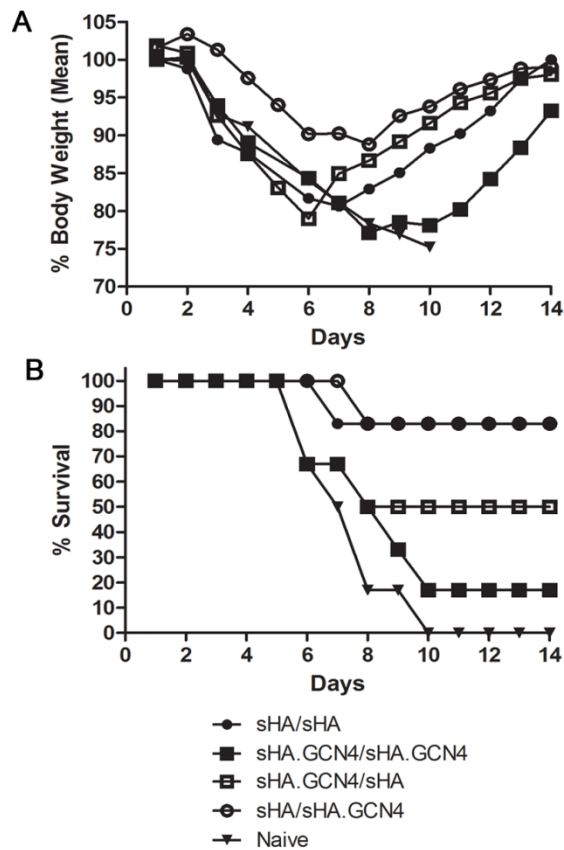 A
105
100
95
90
85
80
75
70
% Body Weight (Mean)
0 2 4 6 8 10 12 14
Days
B
100
90
80
70
60
50
40
30
20
10
0
% Survival
0 2 4 6 8 10 12 14
Days
sHA/sHA
sHA.GCN4/sHA.GCN4
sHA.GCN4/sHA
sHA/sHA.GCN4
Naive